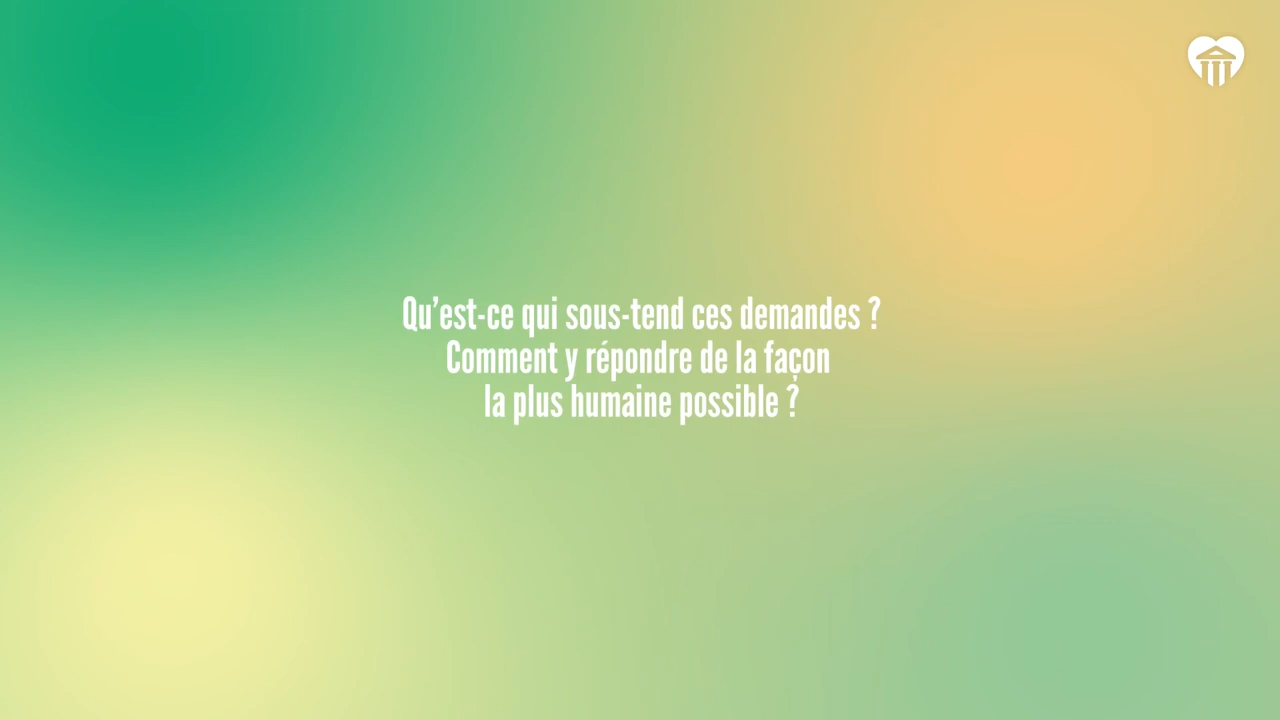 Qu’est-ce qui sous-tend ces demandes ?
Comment y répondre de la façon
la plus humaine possible ?